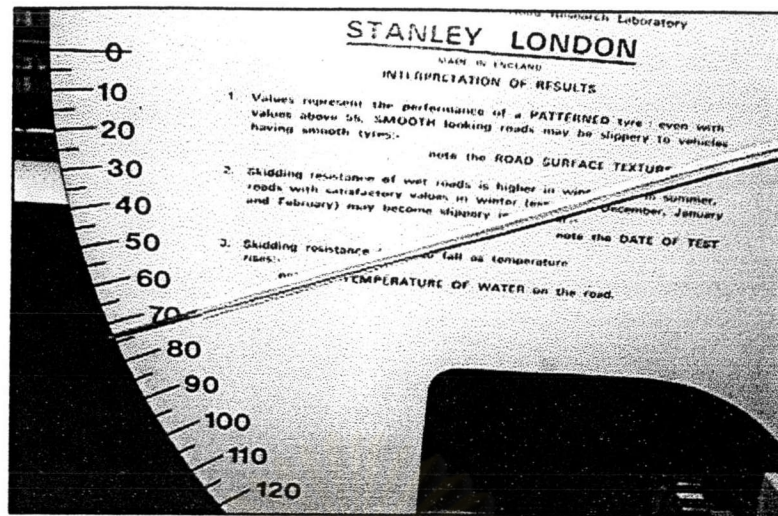 Research Laboratory
STANLEY LONDON
MADE IN ENGLAND
INTERPRETATION OF RESULTS
1. Values represent the performance of a PATTERNED tyre : even with
values above 55, SMOOTH looking roads may be slippery to vehicles
having smooth tyres:-
note the ROAD SURFACE TEXTURE
2. Skidding resistance of wet roads is higher in summer,
roads with satisfactory values in winter December, January
and February) may become slippery
note the DATE OF TEST
3. Skidding resistance fall as temperature
rises:-
TEMPERATURE OF WATER on the road.
0
10
20
30
40
50
60
70
80
90
100
110
120